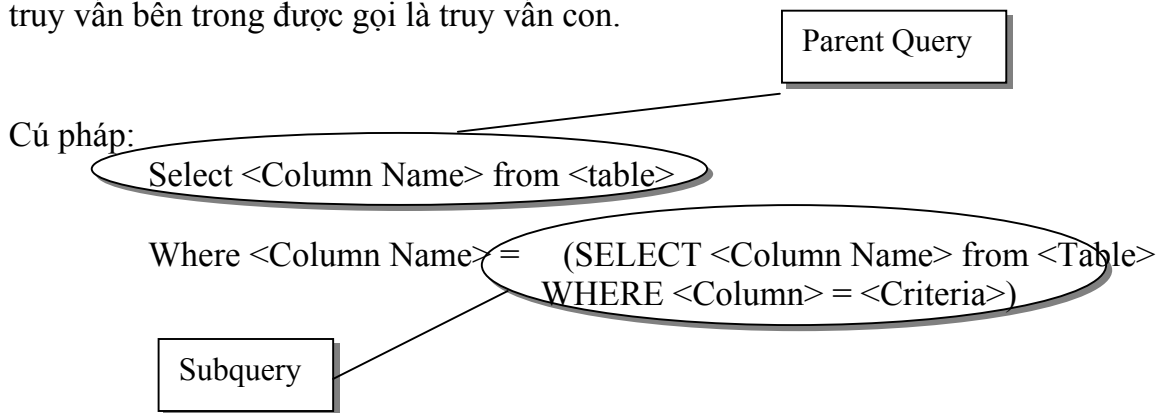 truy vấn bên trong được gọi là truy vấn con.
Parent Query
Cú pháp:
Select <Column Name> from <table>
Where <Column Name> = (SELECT <Column Name> from <Table>
WHERE <Column> = <Criteria>)
Subquery